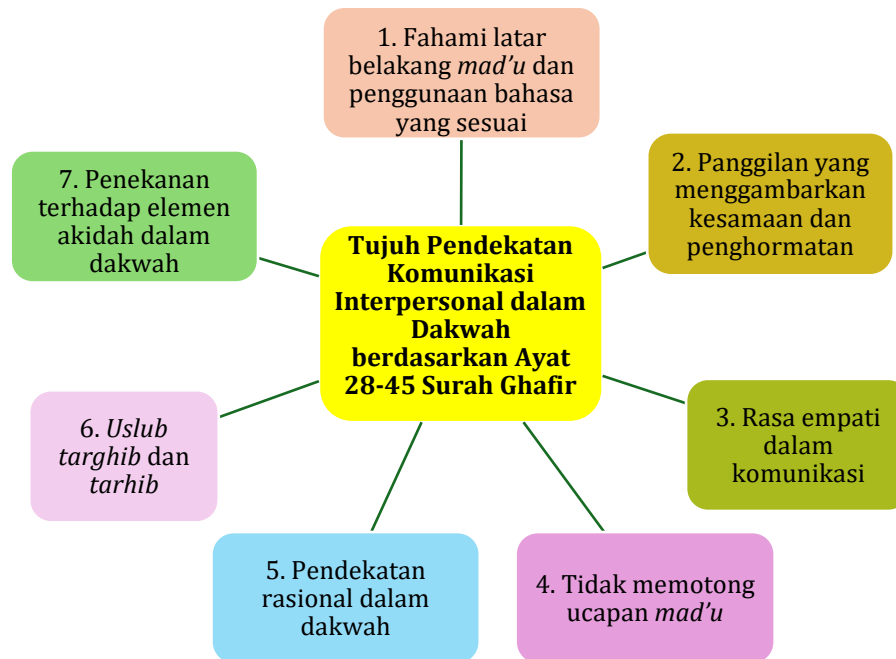 1. Fahami latar
belakang mad'u dan
penggunaan bahasa
yang sesuai
2. Panggilan yang
menggambarkan
kesamaan dan
penghormatan
7. Penekanan
terhadap elemen
akidah dalam
dakwah
Tujuh Pendekatan
Komunikasi
Interpersonal dalam
Dakwah
berdasarkan Ayat
28-45 Surah Ghafir
3. Rasa empati
dalam
komunikasi
6. Uslub
targhib dan
tarhib
5. Pendekatan
rasional dalam
dakwah
4. Tidak memotong
ucapan mad'u